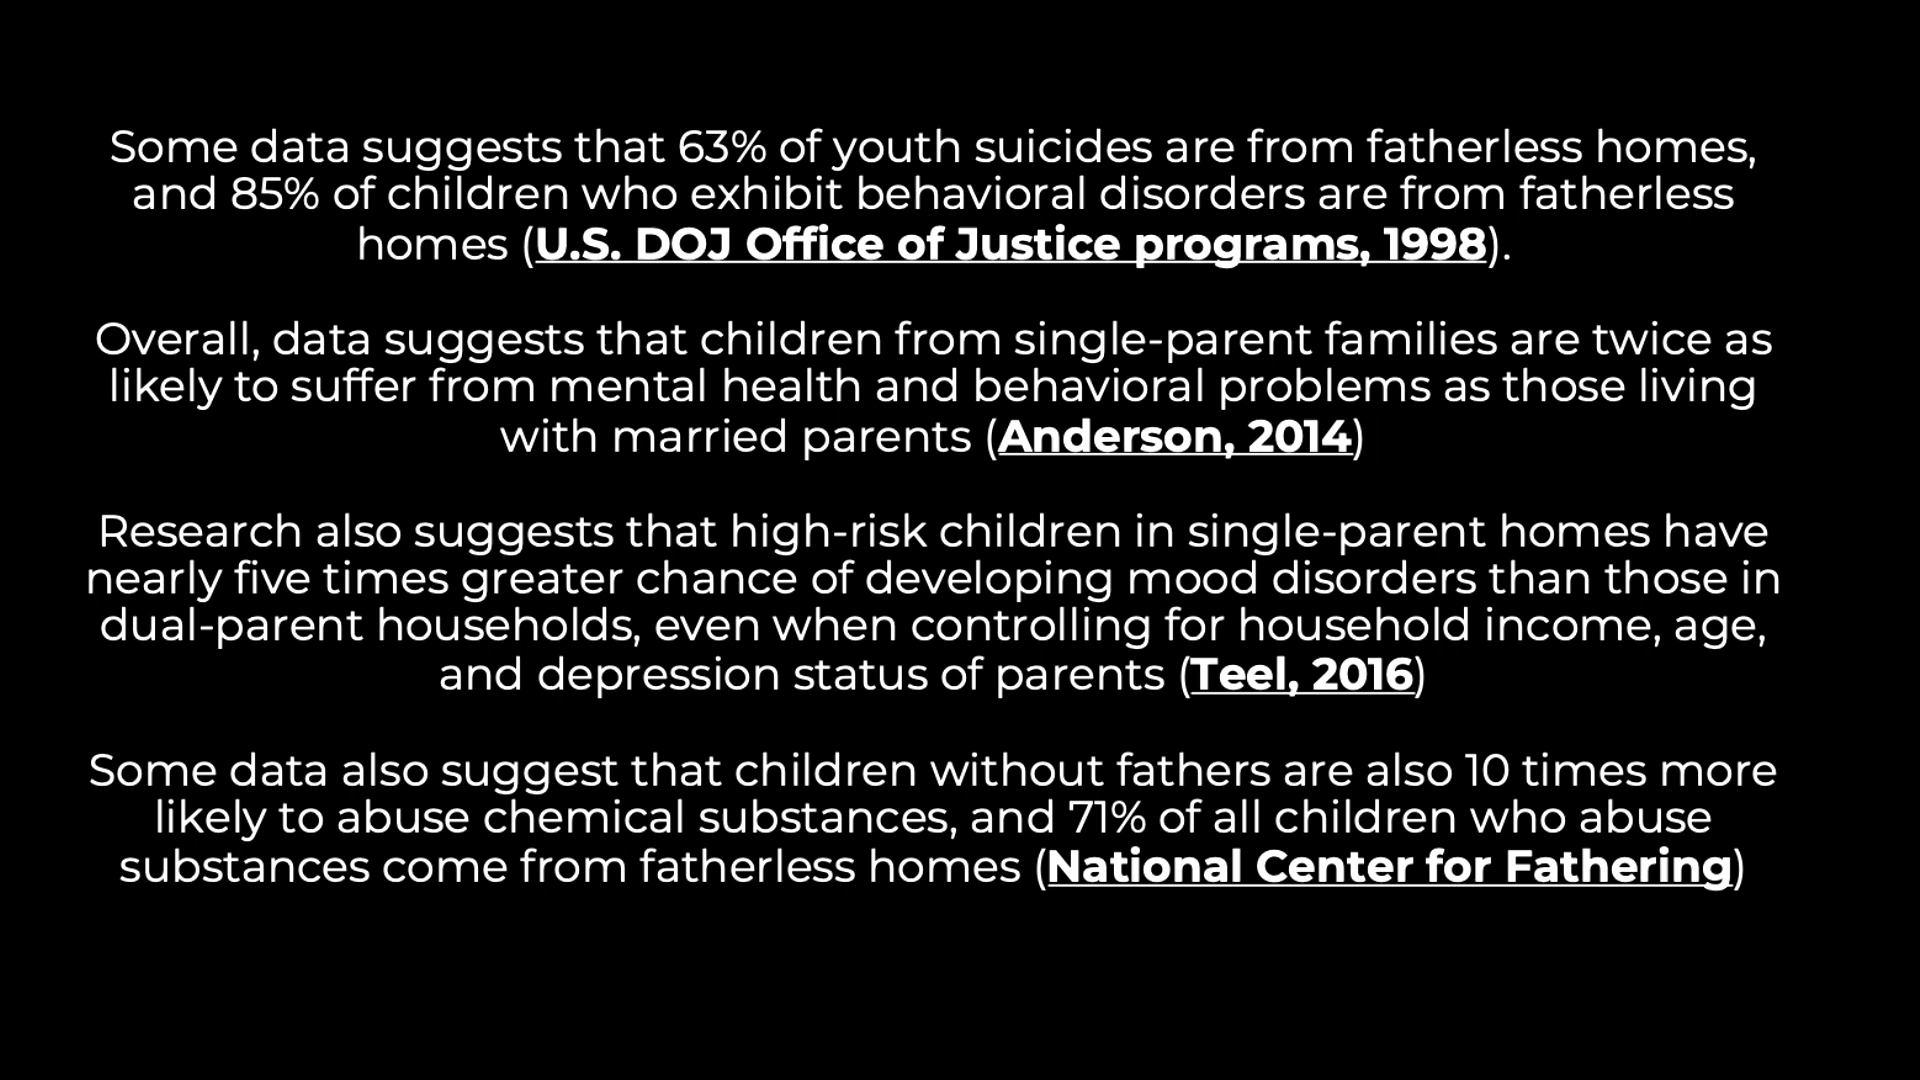 Some data suggests that 63% of youth suicides are from fatherless homes,
and 85% of children who exhibit behavioral disorders are from fatherless
homes (U.S. DOJ Office of Justice programs, 1998).
Overall, data suggests that children from single-parent families are twice as
likely to suffer from mental health and behavioral problems as those living
with married parents (Anderson, 2014)
Research also suggests that high-risk children in single-parent homes have
nearly five times greater chance of developing mood disorders than those in
dual-parent households, even when controlling for household income, age,
and depression status of parents (Teel, 2016)
Some data also suggest that children without fathers are also 10 times more
likely to abuse chemical substances, and 71% of all children who abuse
substances come from fatherless homes (National Center for Fathering)